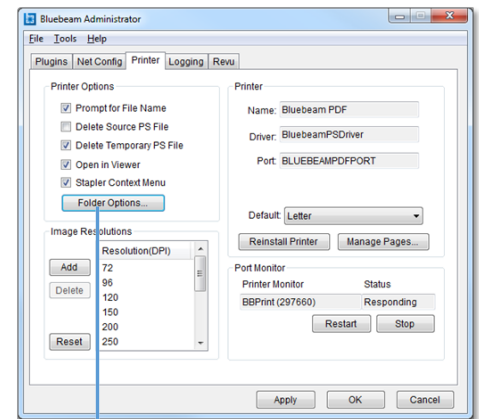 Bluebeam Administrator
File Tools Help
Plugins Net Config Printer Logging Revu
Printer Options
Prompt for File Name
Delete Source PS File
Delete Temporary PS File
Open in Viewer
Stapler Context Menu
Folder Options...
Printer
Name: Bluebeam PDF
Driver: BluebeamPSDriver
Port: BLUEBEAMPDFPORT
Default: Letter
Reinstall Printer Manage Pages...
Image Resolutions
Resolution(DPI)
Add
Delete
Reset
72
96
120
150
200
250
Port Monitor
Printer Monitor Status
BBPrint (297660) Responding
Restart Stop
Apply OK Cancel